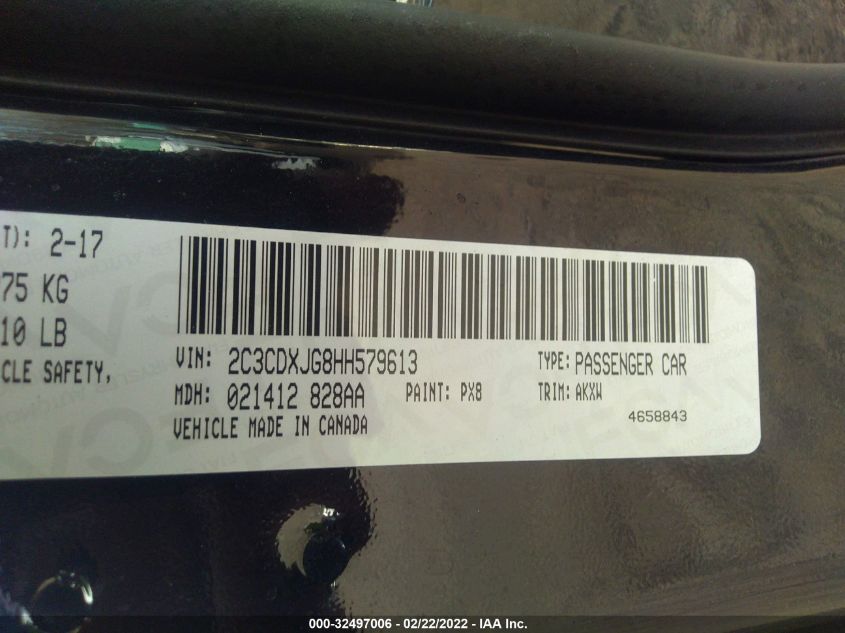 T): 2-17
75 KG
10 LB
CLE SAFETY,
VIN: 2C3CDXJG8HH579613 TYPE: PASSENGER CAR
MDH: 021412 828AA PAINT: PX8 TRIM: AKXW
VEHICLE MADE IN CANADA 4658843
000-32497006 - 02/22/2022 - IAA Inc.